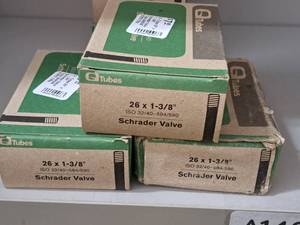 Q Tubes
26 x 1-3/8"
ISO 32/40-584/590
Schrader Valve
Q Tubes
26 x 1-3/8"
ISO 32/40-584/590
Schrader Valve
26 x 1-3/8"
ISO 32/40-584/590
Schrader Valve